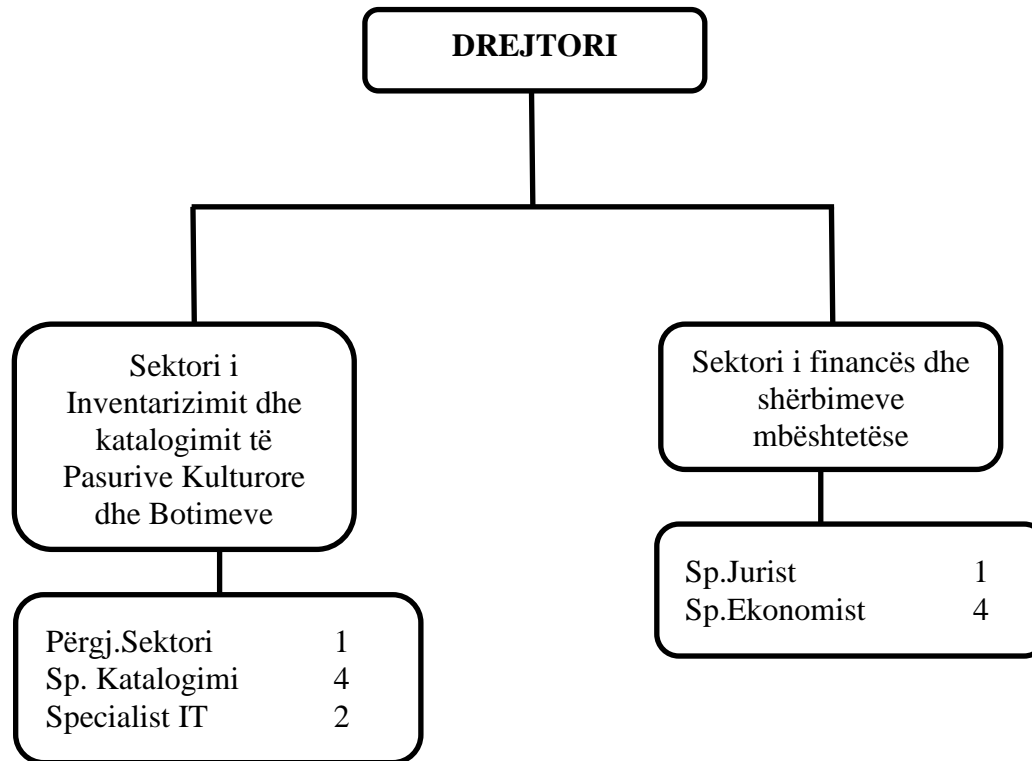 DREJTORI
Sektori i
Inventarizimit dhe
katalogimit të
Pasurive Kulturore
dhe Botimeve
Përgj.Sektori 1
Sp. Katalogimi 4
Specialist IT 2
Sektori i financës dhe
shërbimeve
mbështetëse
Sp.Jurist 1
Sp.Ekonomist 4